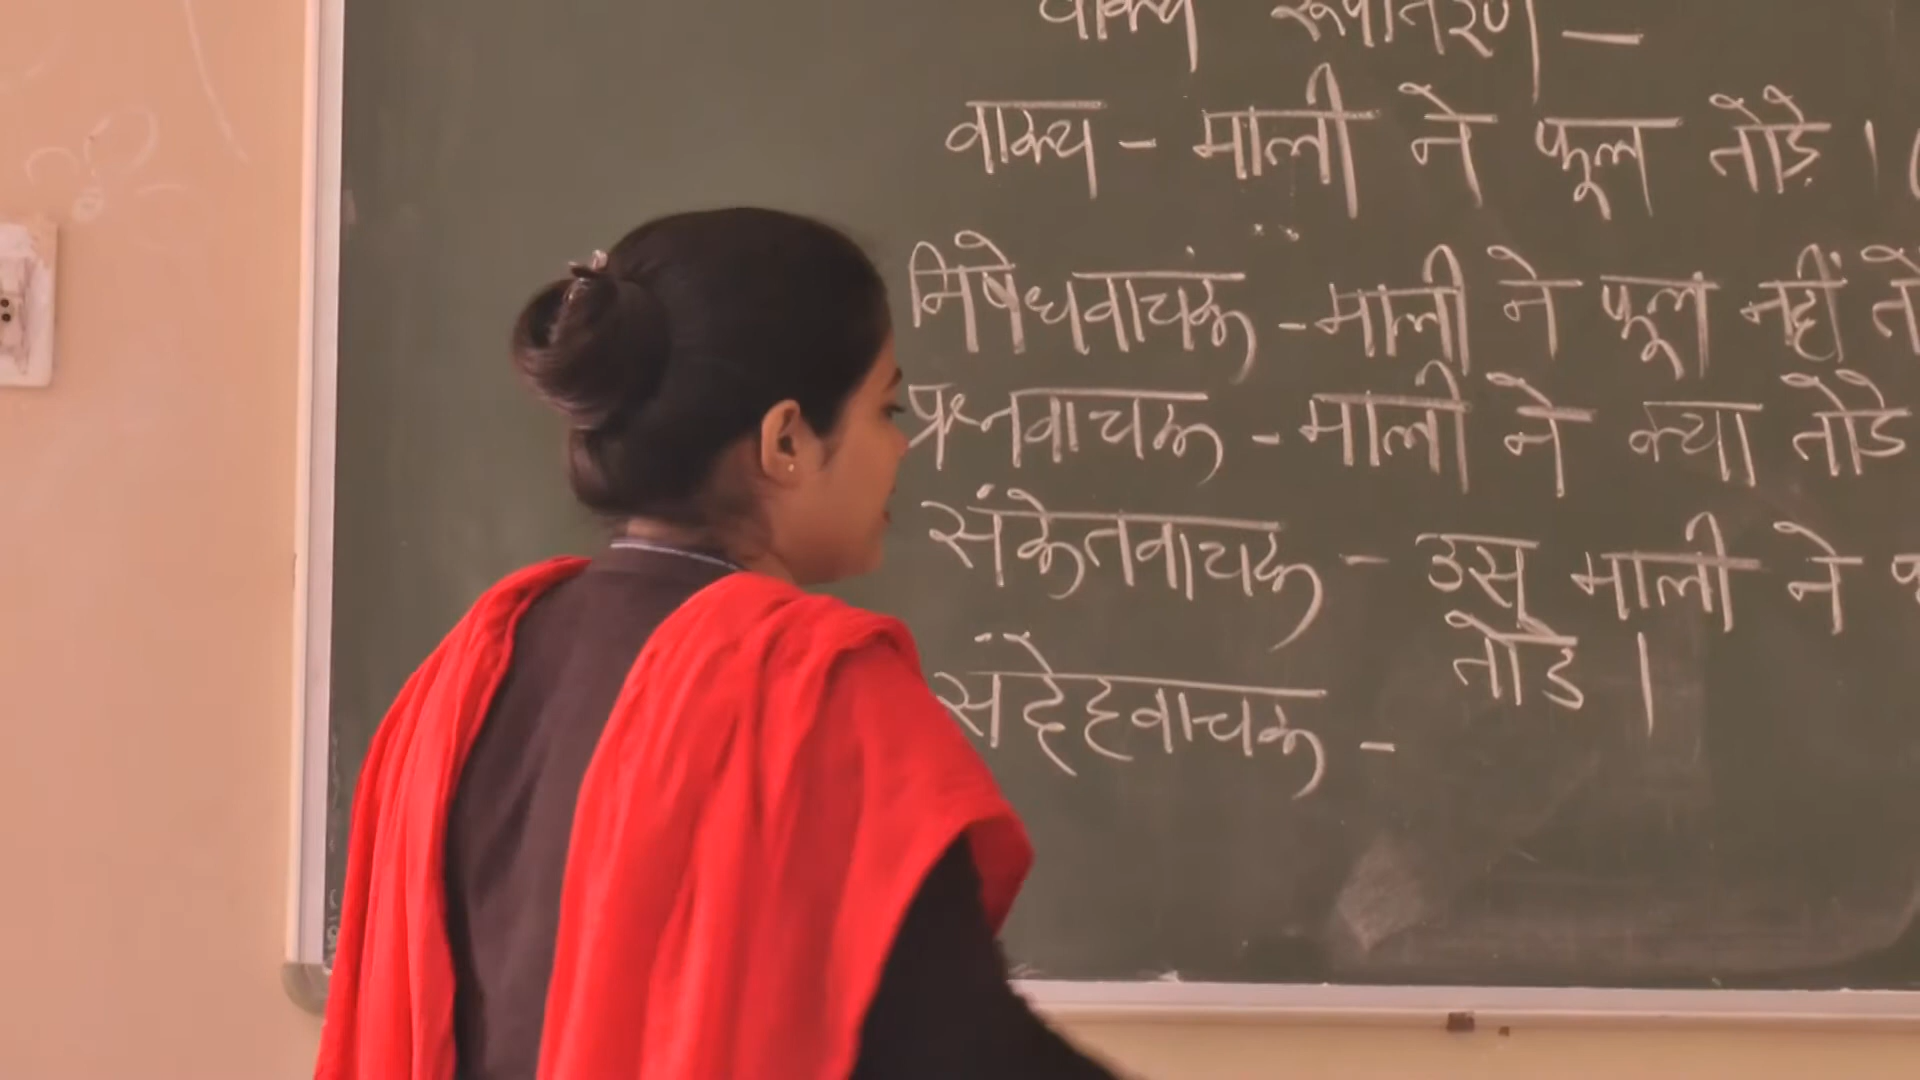 वाक्य रूपांतरण —
वाक्य - माली ने फूल तोड़े । (
निषेधवाचक - माली ने फूल नहीं तो
प्रश्नवाचक - माली ने क्या तोडे
संकेतवाचक - उस माली ने
तोडे ।
संदेहवाचक -